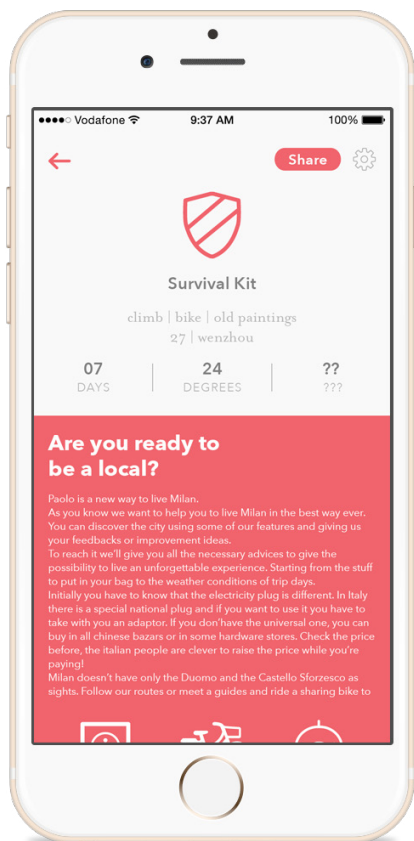 Vodafone 9:37 AM 100%
Share
Survival Kit
climb | bike | old paintings
27 | wenzhou
07 24 ??
DAYS DEGREES ???
Are you ready to
be a local?
Paolo is a new way to live Milan.
As you know we want to help you to live Milan in the best way ever.
You can discover the city using some of our features and giving us
your feedbacks or improvement ideas.
To reach it we'll give you all the necessary advices to give the
possibility to live an unforgettable experience. Starting from the stuff
to put in your bag to the weather conditions of trip days.
Initially you have to know that the electricity plug is different. In Italy
there is a special national plug and if you want to use it you have to
take with you an adaptor. If you don'have the universal one, you can
buy in all chinese bazars or in some hardware stores. Check the price
before, the italian people are clever to raise the price while you're
paying!
Milan doesn't have only the Duomo and the Castello Sforzesco as
sights. Follow our routes or meet a guides and ride a sharing bike to